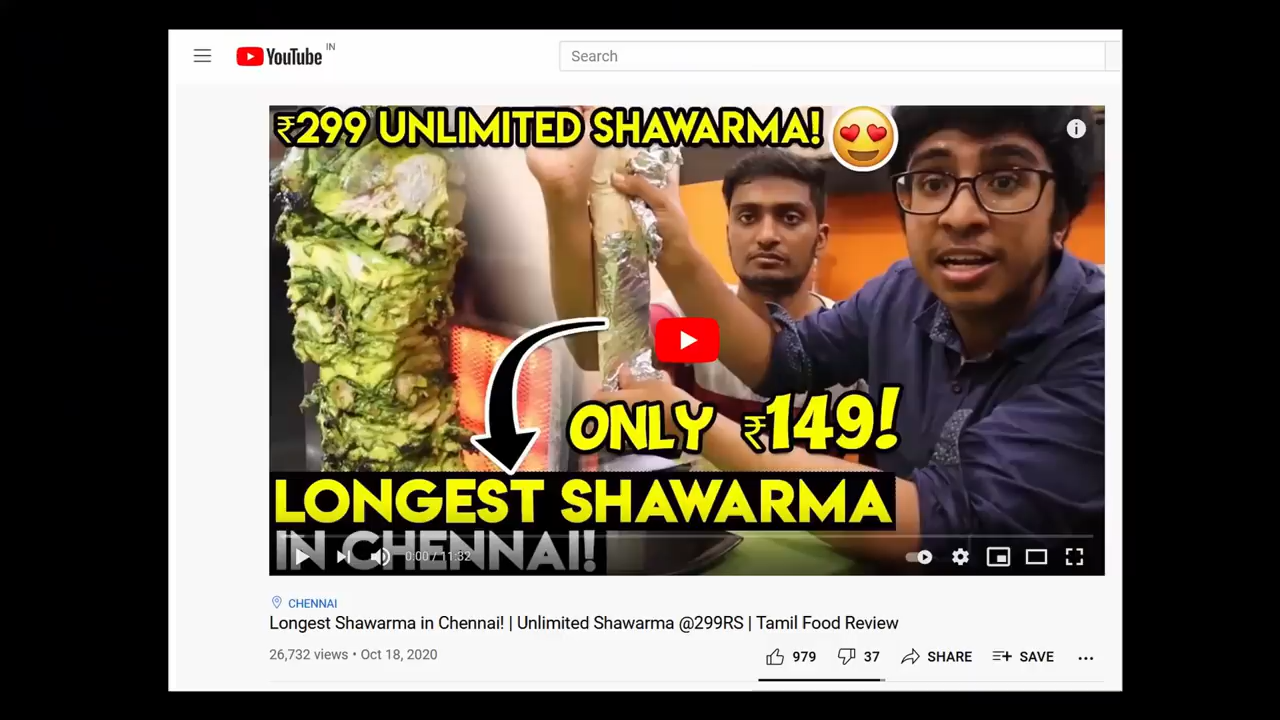 YouTube IN
Search
₹299 UNLIMITED SHAWARMA!
ONLY ₹149!
LONGEST SHAWARMA
IN CHENNAI!
0:00 / 11:32
CHENNAI
Longest Shawarma in Chennai! | Unlimited Shawarma @299RS | Tamil Food Review
26,732 views • Oct 18, 2020
979 37 SHARE SAVE